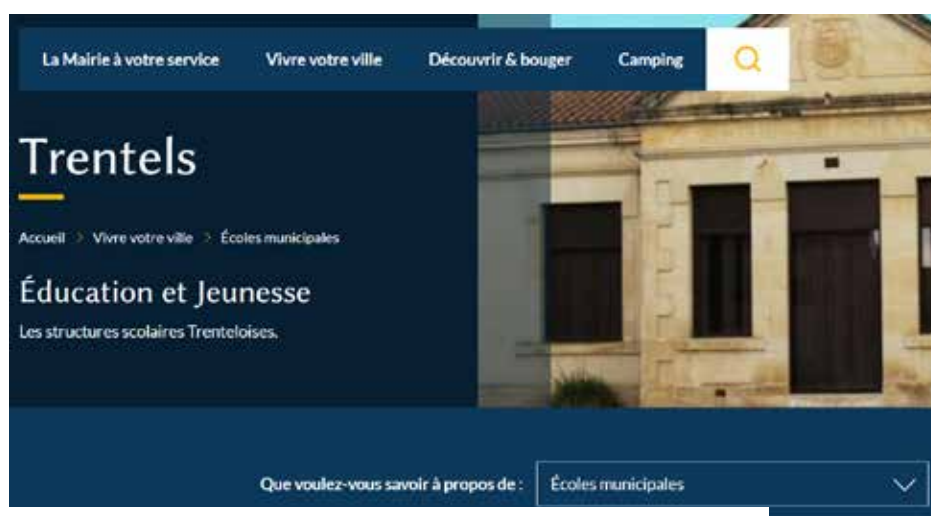 La Mairie à votre service Vivre votre ville Découvrir & bouger Camping
Trentels
Accueil > Vivre votre ville > Écoles municipales
Éducation et Jeunesse
Les structures scolaires Trenteloises.
Que voulez-vous savoir à propos de : Écoles municipales